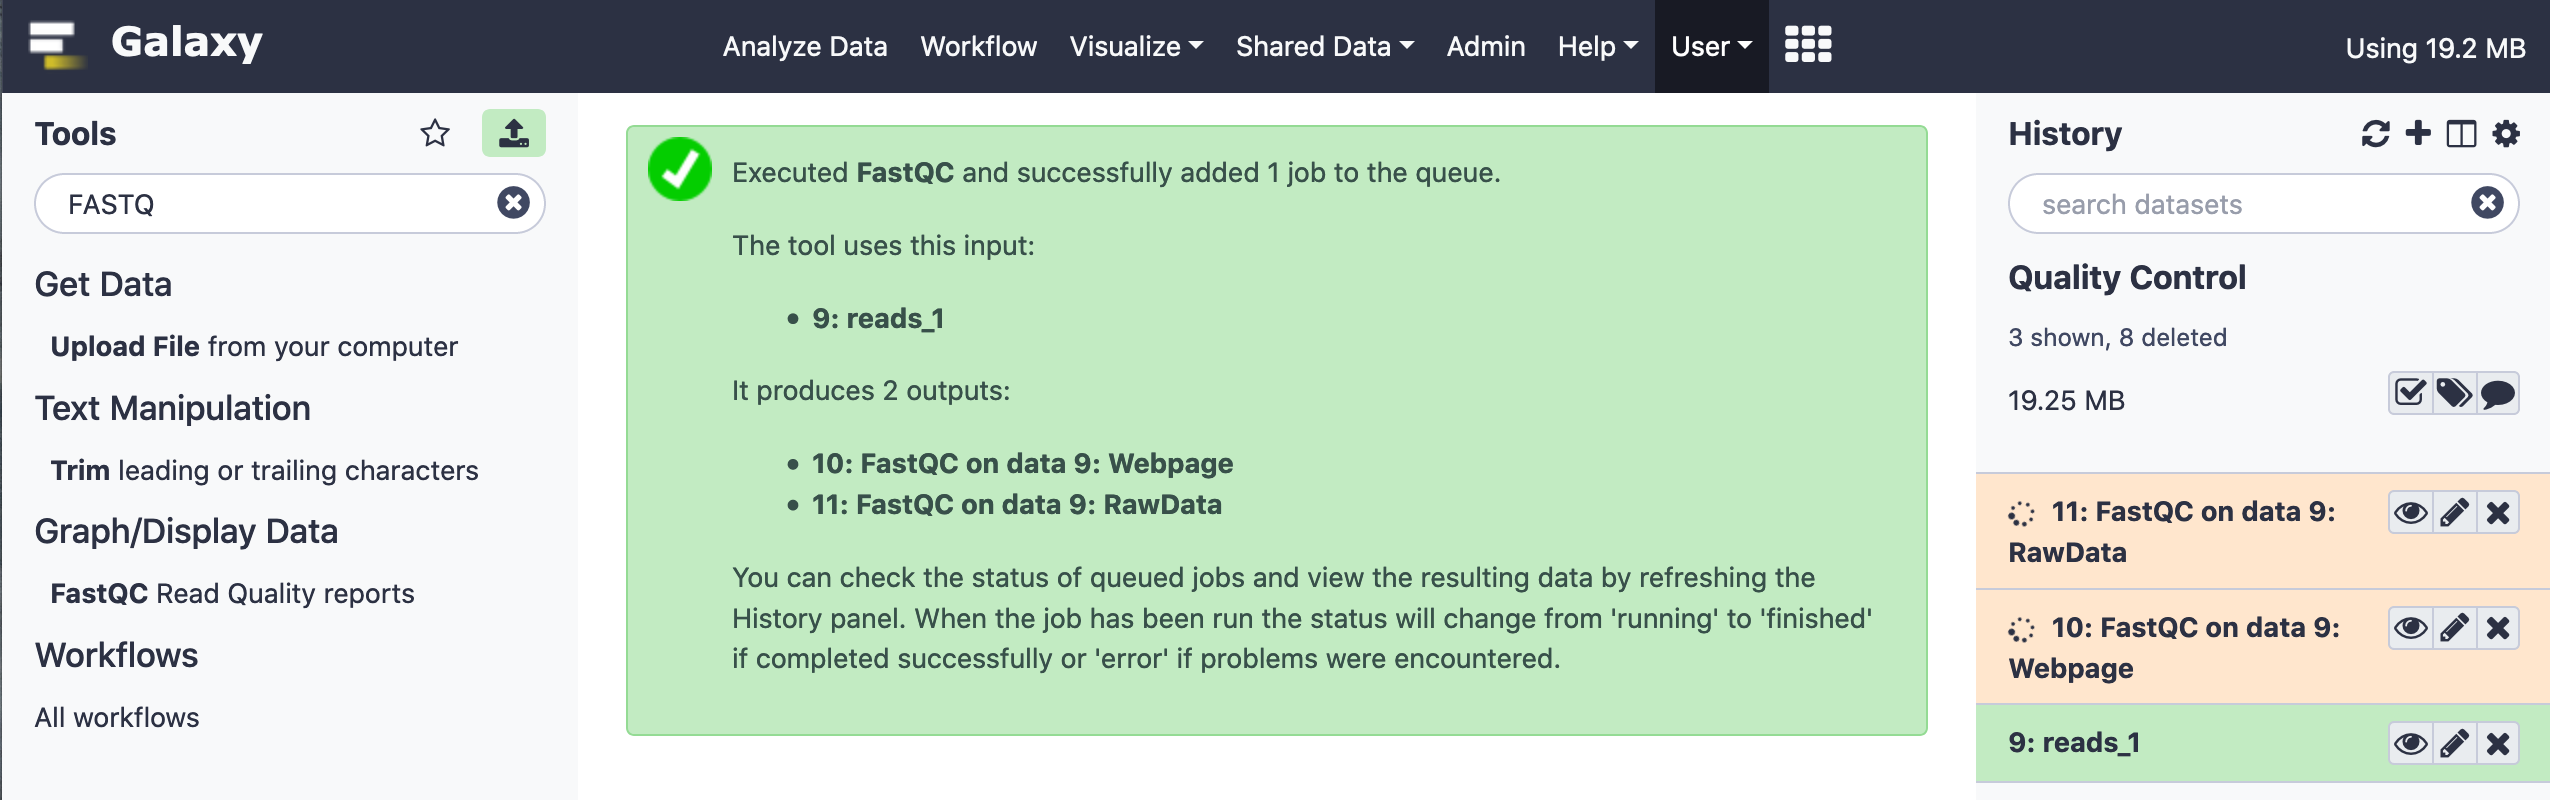 Galaxy
Analyze Data Workflow Visualize Shared Data Admin Help User
Using 19.2 MB
Tools
FASTQ
Get Data
Upload File from your computer
Text Manipulation
Trim leading or trailing characters
Graph/Display Data
FastQC Read Quality reports
Workflows
All workflows
Executed FastQC and successfully added 1 job to the queue.
The tool uses this input:
• 9: reads_1
It produces 2 outputs:
• 10: FastQC on data 9: Webpage
• 11: FastQC on data 9: RawData
You can check the status of queued jobs and view the resulting data by refreshing the
History panel. When the job has been run the status will change from 'running' to 'finished'
if completed successfully or 'error' if problems were encountered.
History
search datasets
Quality Control
3 shown, 8 deleted
19.25 MB
11: FastQC on data 9:
RawData
10: FastQC on data 9:
Webpage
9: reads_1